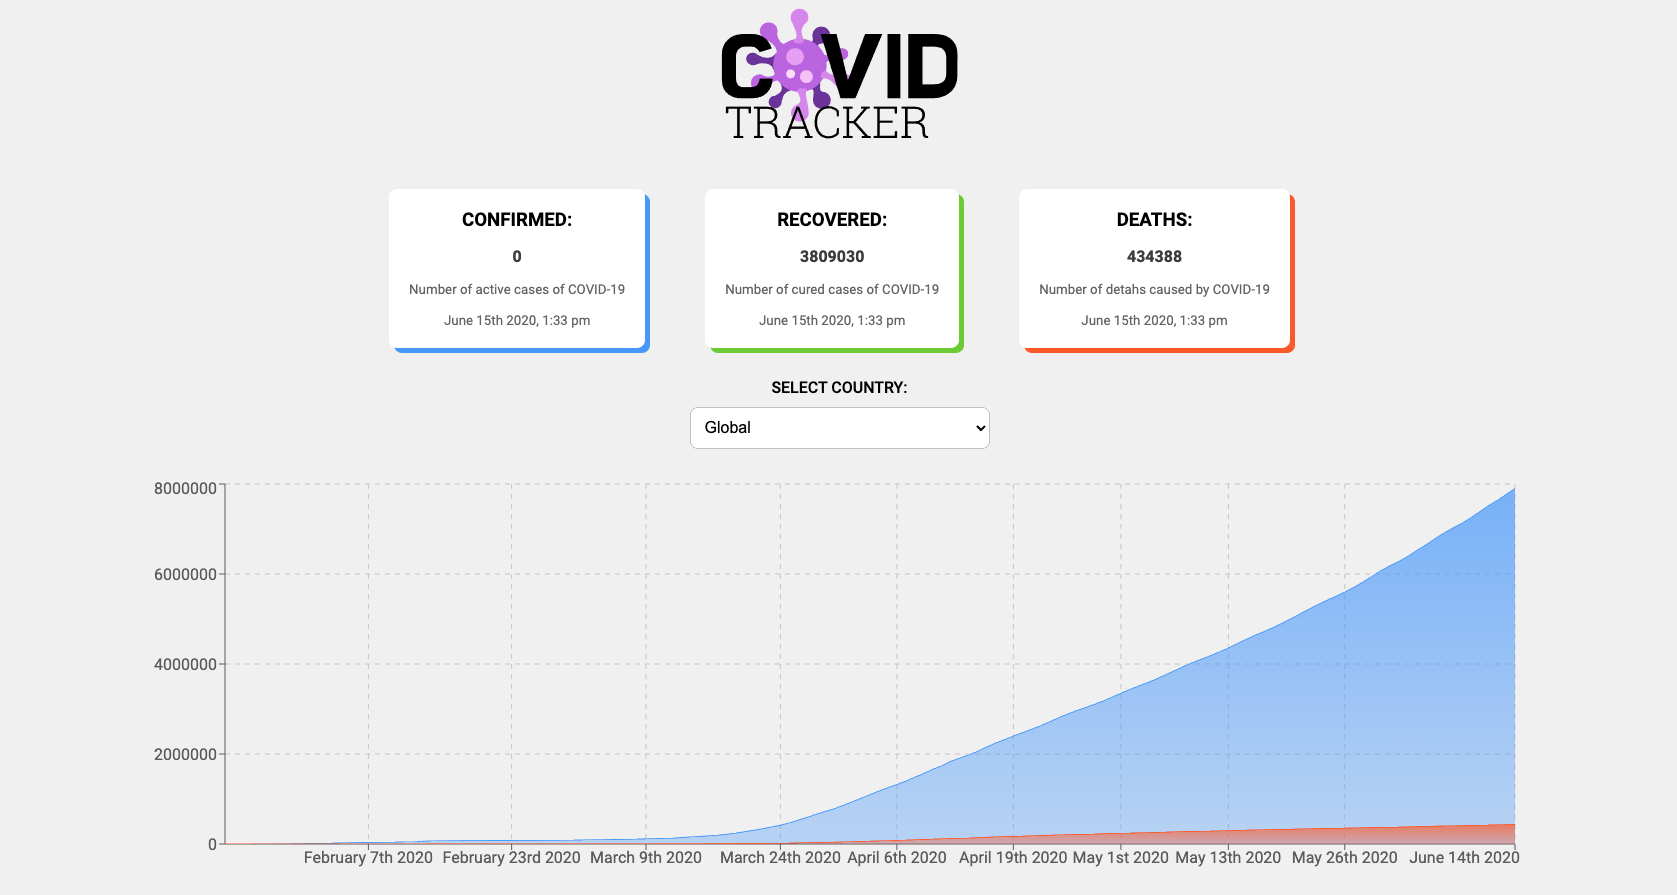 COVID
TRACKER
CONFIRMED:
0
Number of active cases of COVID-19
June 15th 2020, 1:33 pm
RECOVERED:
3809030
Number of cured cases of COVID-19
June 15th 2020, 1:33 pm
DEATHS:
434388
Number of detahs caused by COVID-19
June 15th 2020, 1:33 pm
SELECT COUNTRY:
Global
8000000
6000000
4000000
2000000
0
February 7th 2020 February 23rd 2020 March 9th 2020 March 24th 2020 April 6th 2020 April 19th 2020 May 1st 2020 May 13th 2020 May 26th 2020 June 14th 2020